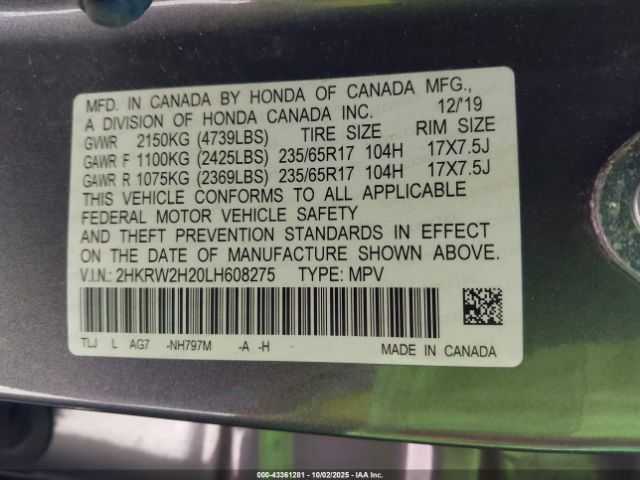 MFD. IN CANADA BY HONDA OF CANADA MFG.,
A DIVISION OF HONDA CANADA INC. 12/'19
GVWR 2150KG (4739LBS) TIRE SIZE RIM SIZE
GAWR F 1100KG (2425LBS) 235/65R17 104H 17X7.5J
GAWR R 1075KG (2369LBS) 235/65R17 104H 17X7.5J
THIS VEHICLE CONFORMS TO ALL APPLICABLE
FEDERAL MOTOR VEHICLE SAFETY
AND THEFT PREVENTION STANDARDS IN EFFECT
ON THE DATE OF MANUFACTURE SHOWN ABOVE.
V.I.N.: 2HKRW2H20LH608275 TYPE: MPV
TLJ L AG7 -NH797M -A -H MADE IN CANADA
000-43361281 - 10/02/2025 - IAA Inc.